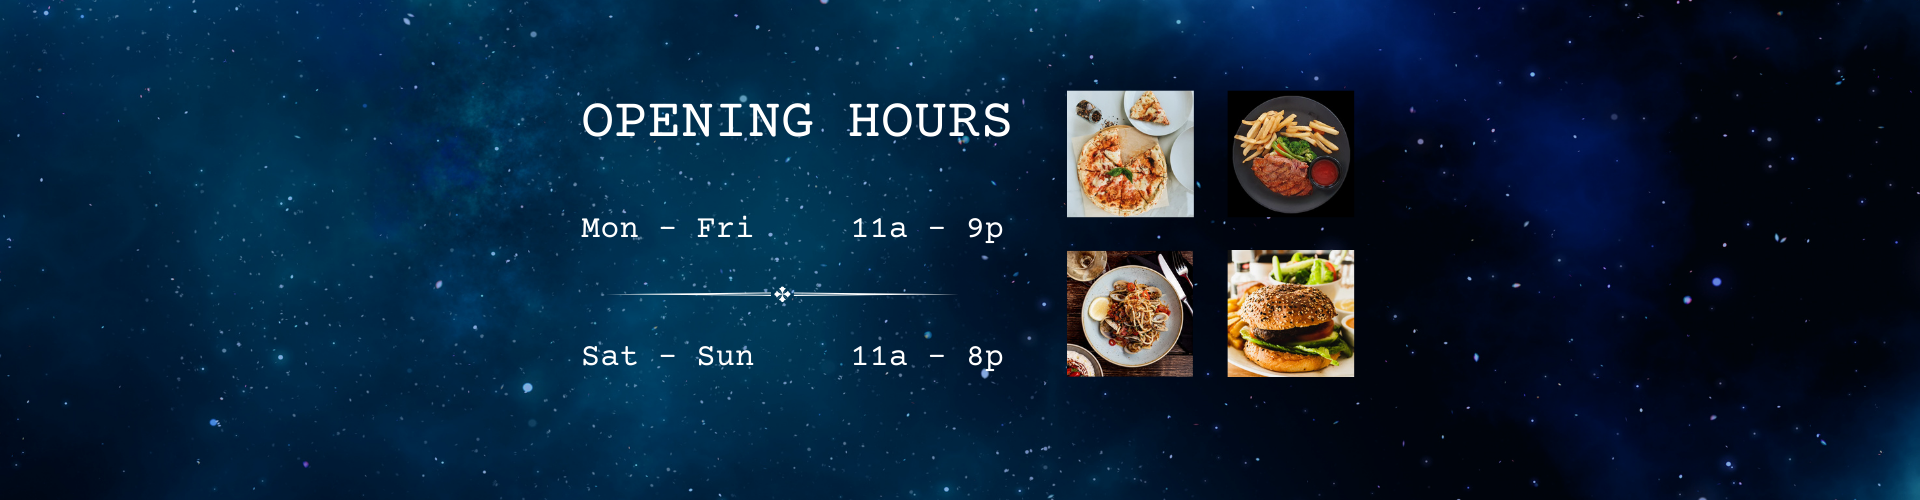 OPENING HOURS
Mon - Fri 11a - 9p
Sat - Sun 11a - 8p